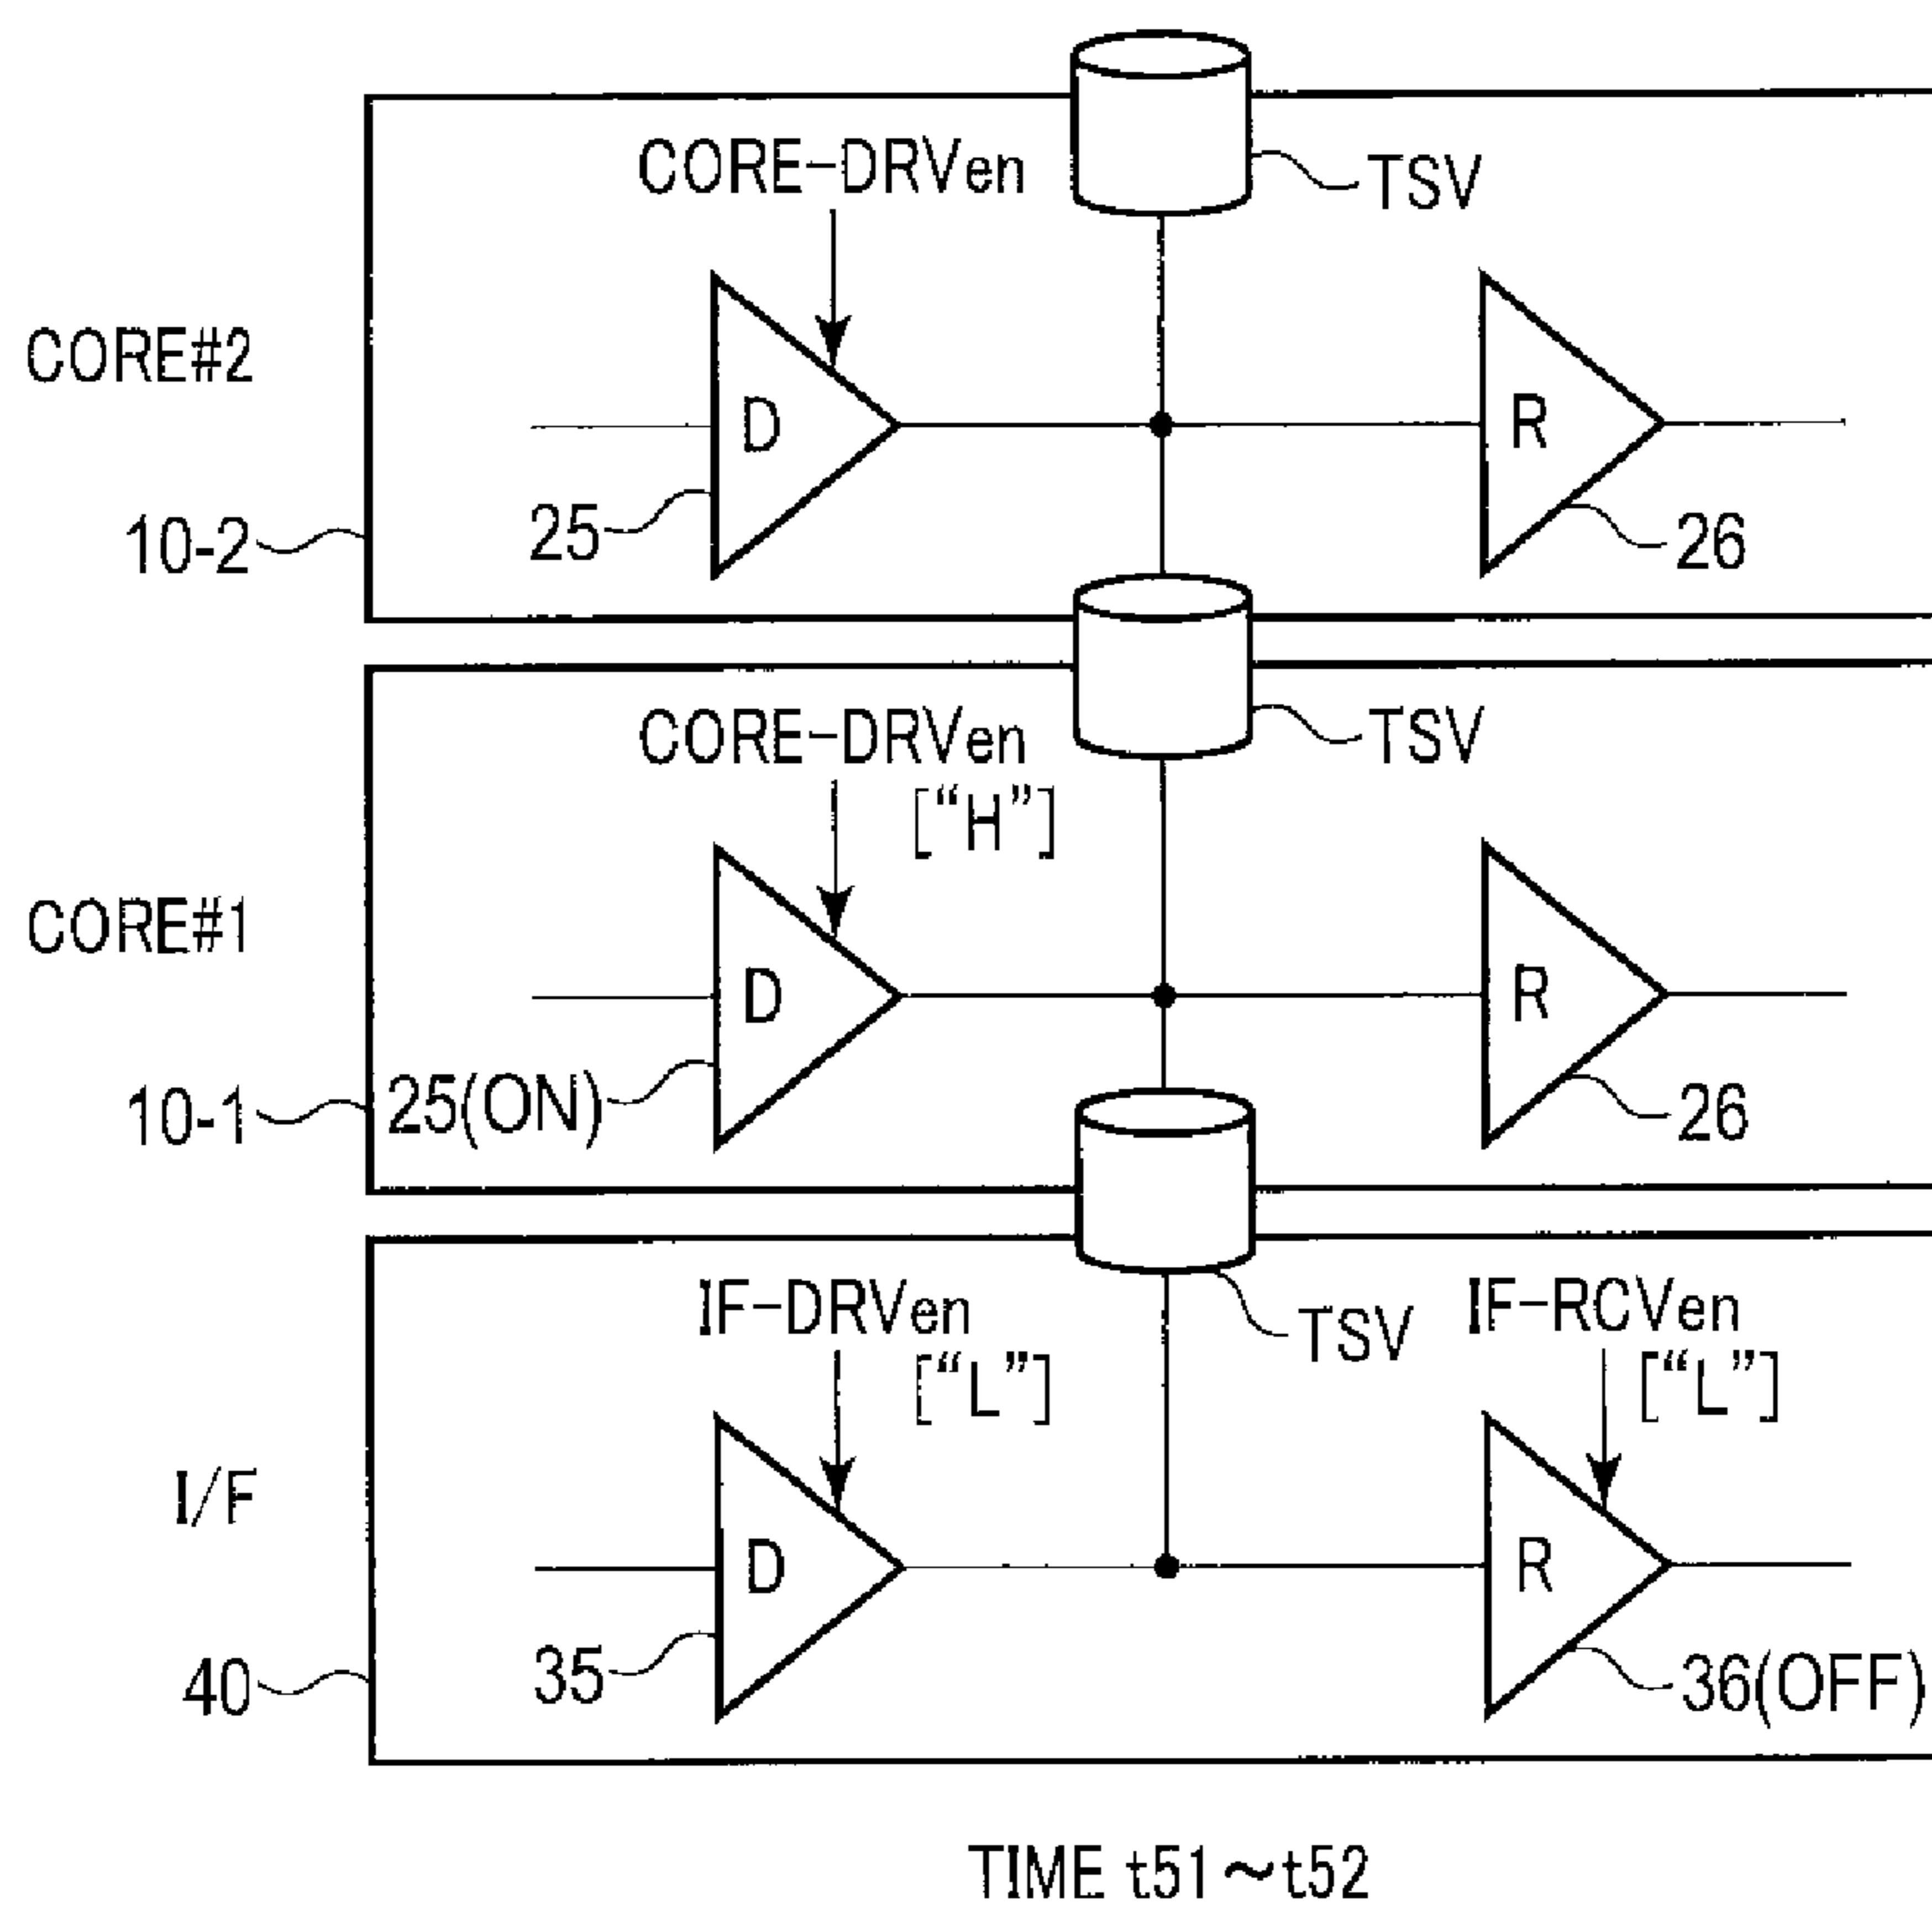 CORE-DRVen
TSV
CORE#2
D
R
25
26
10-2
CORE-DRVen
["H"]
TSV
CORE#1
D
R
25(ON)
26
10-1
IF-DRVen
["L"]
TSV
IF-RCVen
["L"]
I/F
D
R
35
36(OFF)
40
TIME t51～t52